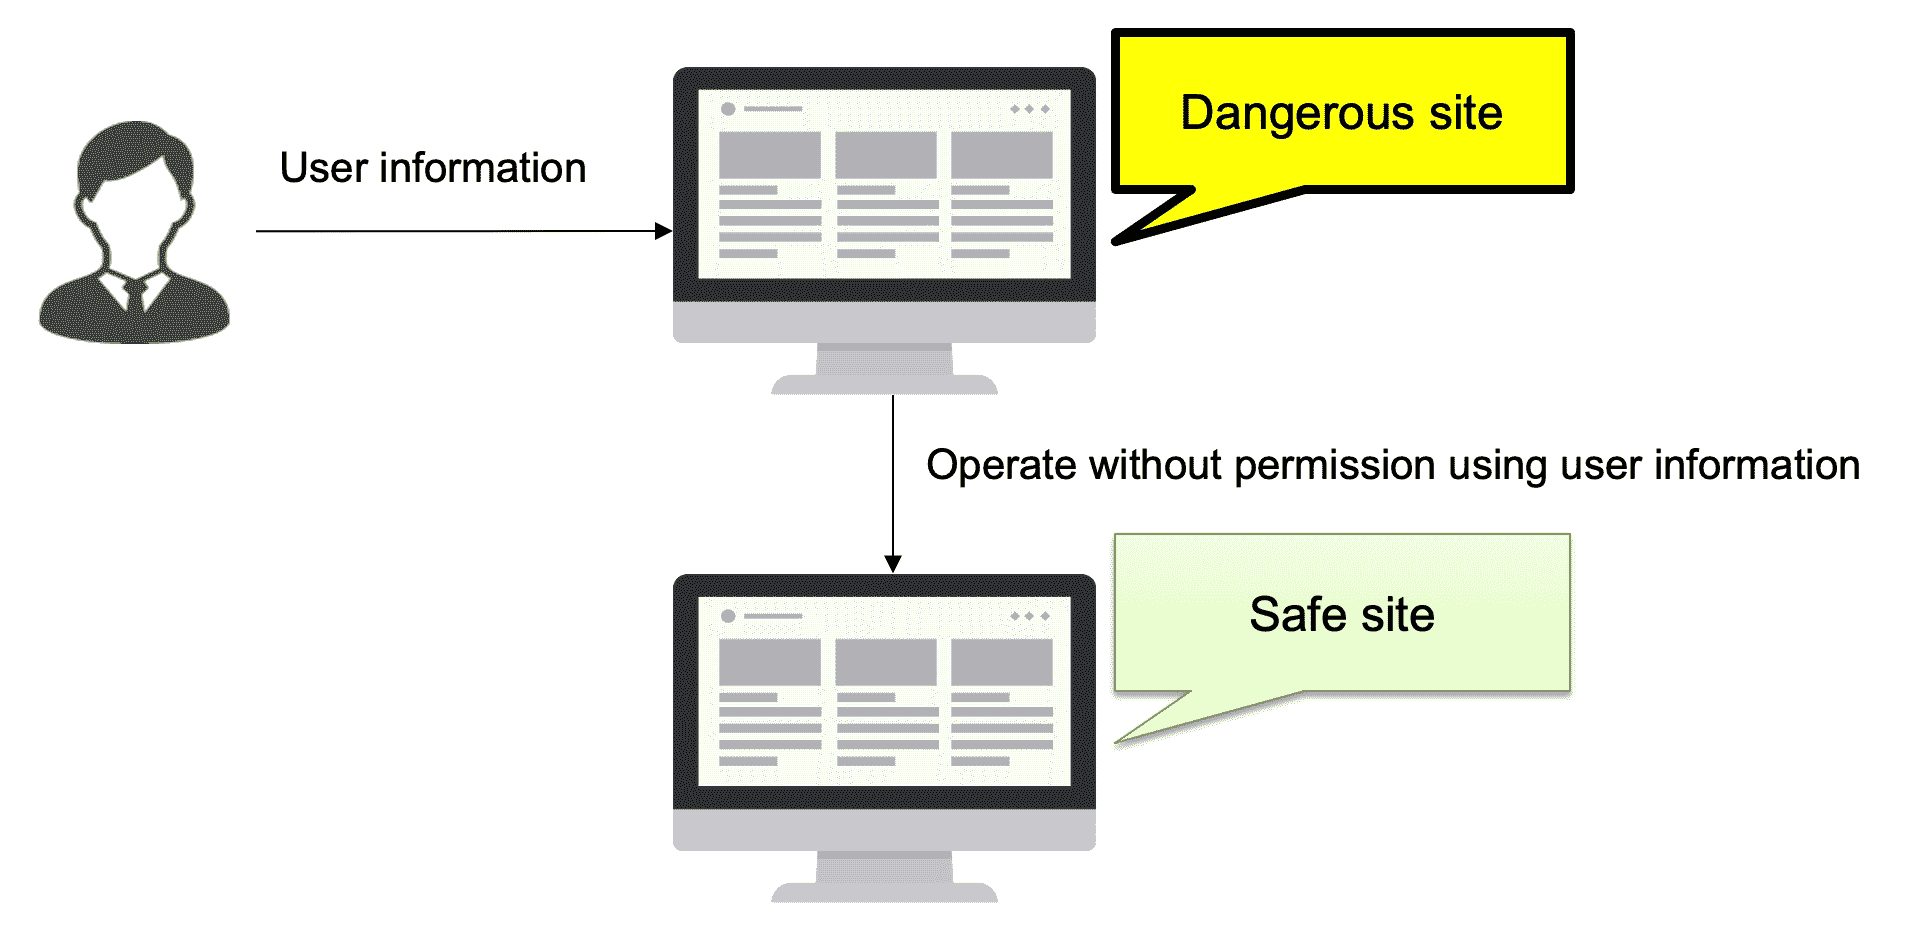 Dangerous site
User information
Operate without permission using user information
Safe site